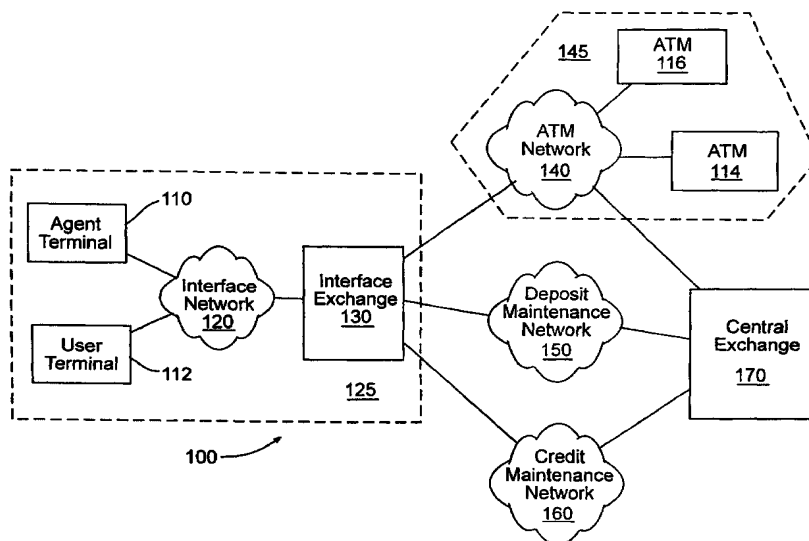 145
ATM
116
ATM
Network
140
ATM
114
Agent
Terminal
110
Interface
Network
120
Interface
Exchange
130
User
Terminal
112
125
100
Deposit
Maintenance
Network
150
Central
Exchange
170
Credit
Maintenance
Network
160